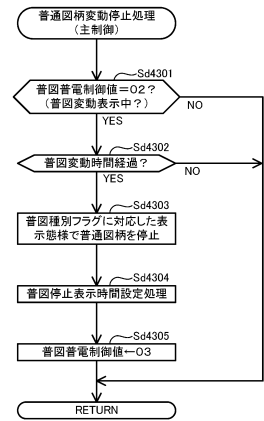 普通図柄変動停止処理
(主制御)
Sd4301
普図普電制御値=02?
(普図変動表示中?)
NO
YES
Sd4302
普図変動時間経過?
NO
YES
Sd4303
普図種別フラグに対応した表
示態様で普通図柄を停止
Sd4304
普図停止表示時間設定処理
Sd4305
普図普電制御値←03
RETURN